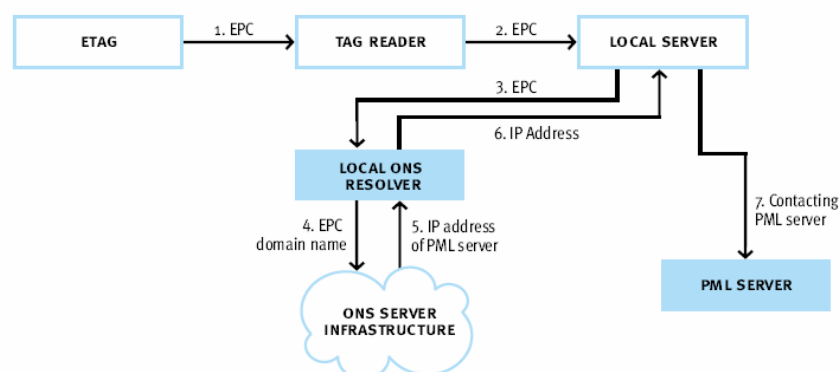 ETAG
1. EPC
TAG READER
2. EPC
LOCAL SERVER
3. EPC
6. IP Address
LOCAL ONS
RESOLVER
4. EPC
domain name
5. IP address
of PML server
7. Contacting
PML server
ONS SERVER
INFRASTRUCTURE
PML SERVER